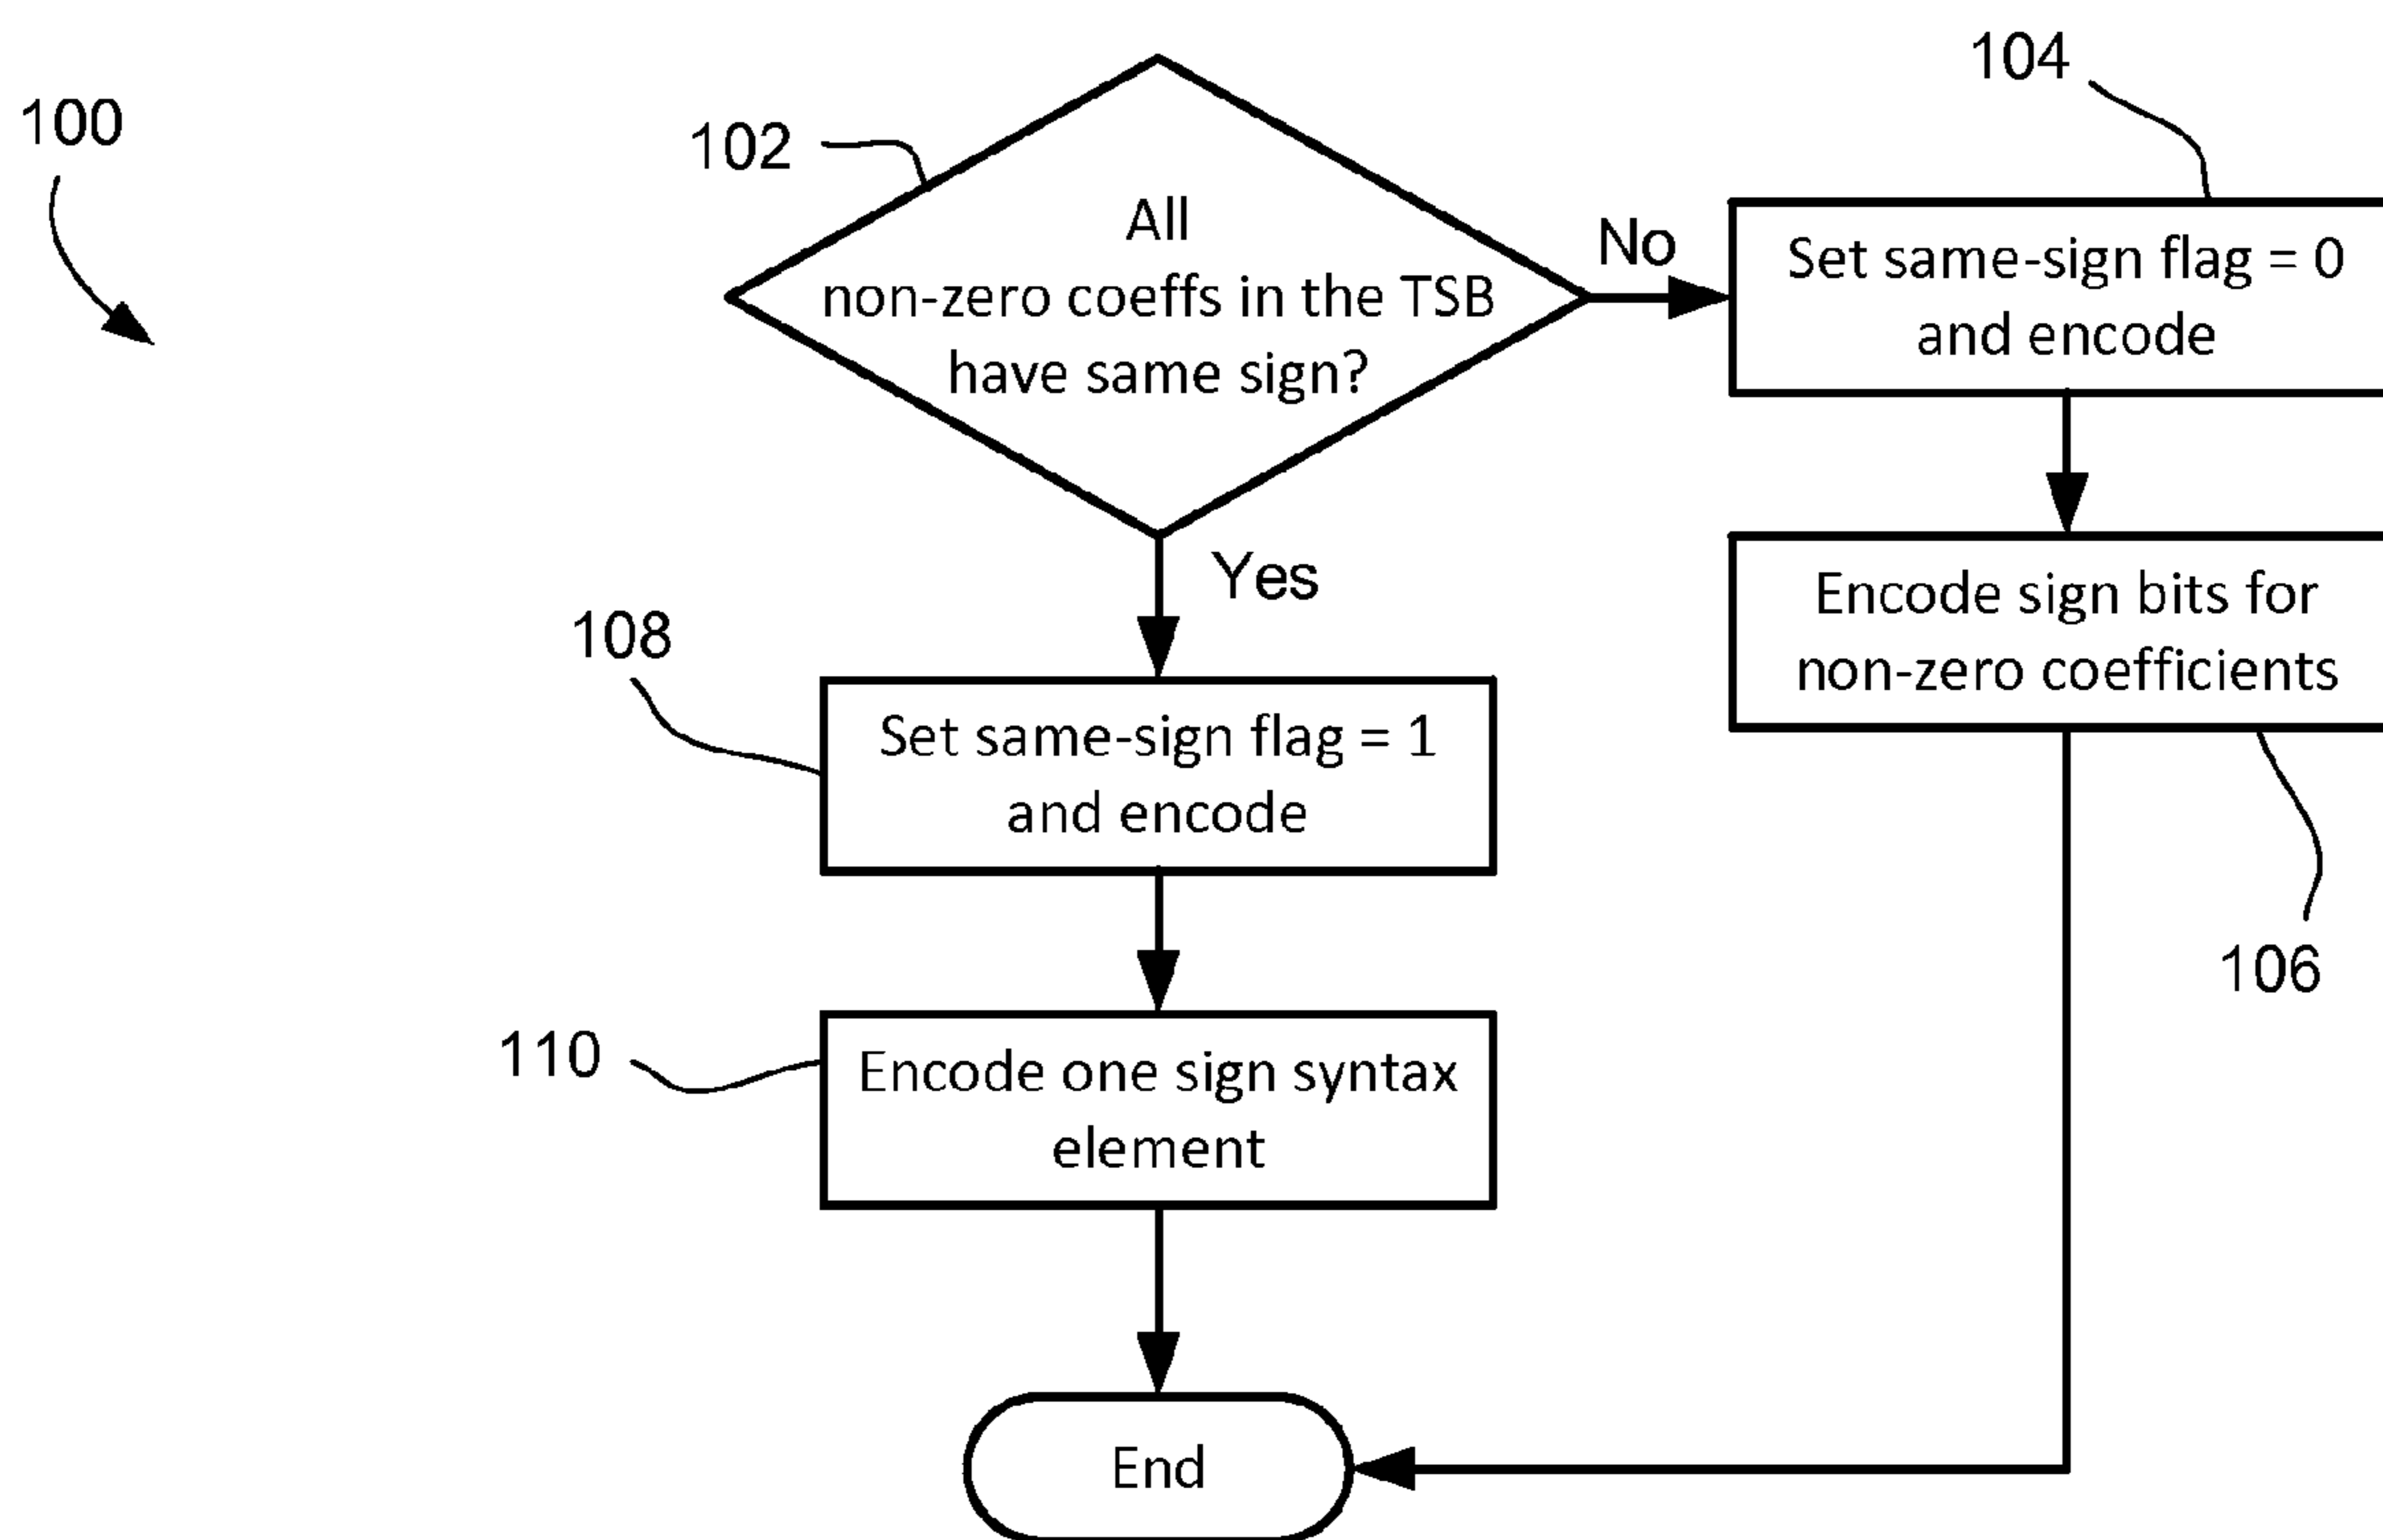 100
102
All
non-zero coeffs in the TSB
have same sign?
No
104
Set same-sign flag = 0
and encode
Encode sign bits for
non-zero coefficients
106
Yes
108
Set same-sign flag = 1
and encode
110
Encode one sign syntax
element
End